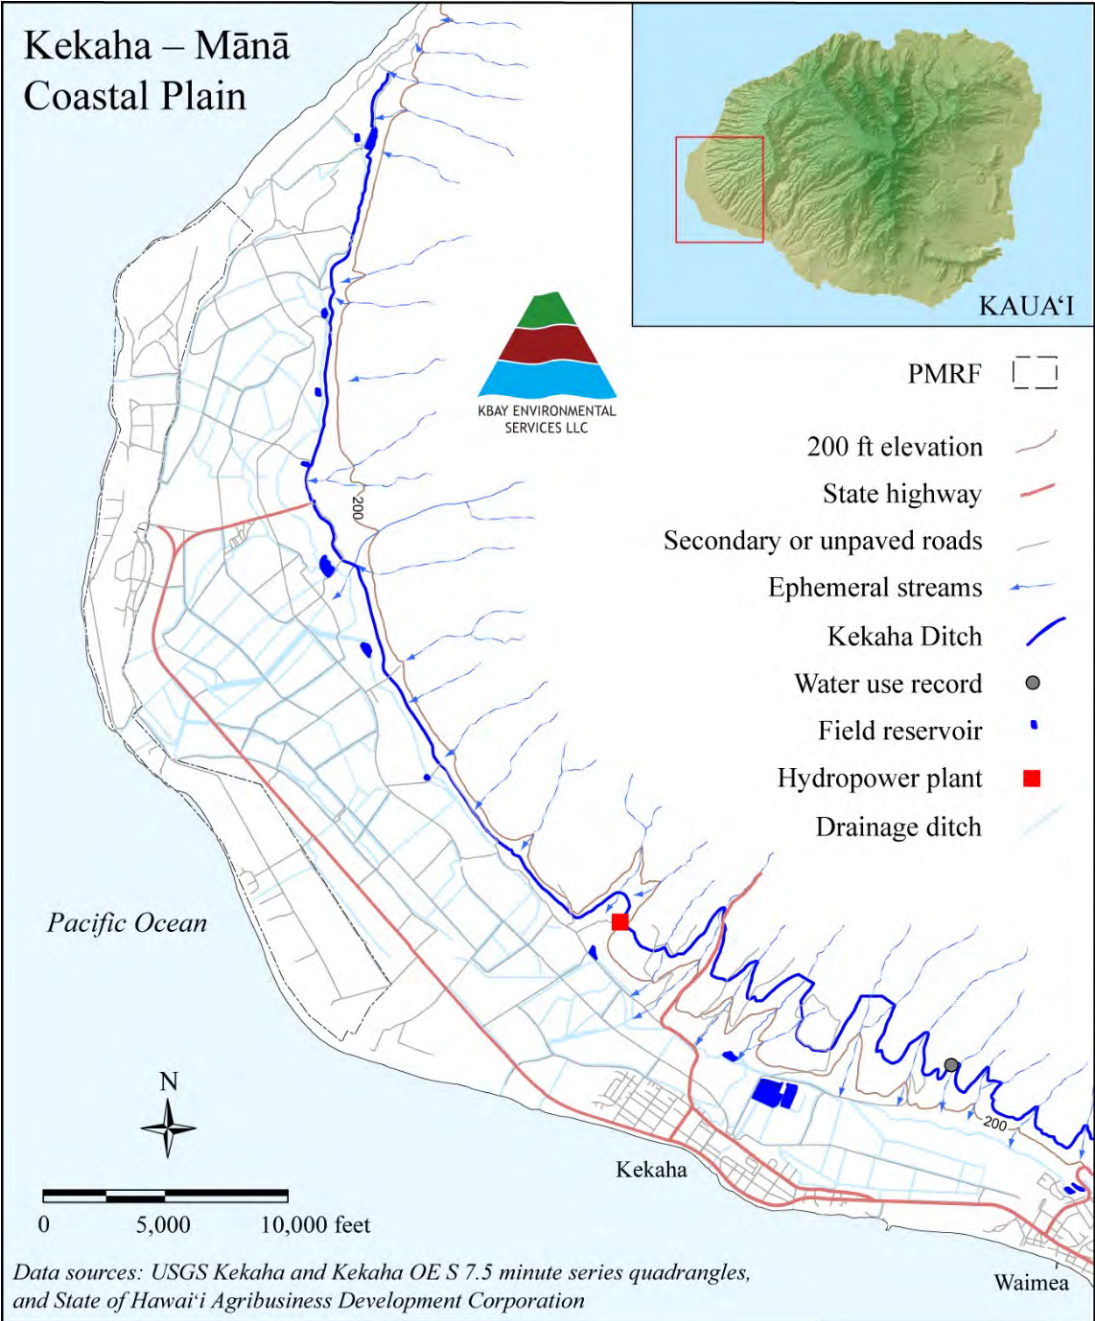 Kekaha – Mānā
Coastal Plain
KAUAʻI
KBAY ENVIRONMENTAL
SERVICES LLC
PMRF
200 ft elevation
State highway
Secondary or unpaved roads
Ephemeral streams
Kekaha Ditch
Water use record
Field reservoir
Hydropower plant
Drainage ditch
200
Pacific Ocean
N
0 5,000 10,000 feet
200
Kekaha
Waimea
Data sources: USGS Kekaha and Kekaha OE S 7.5 minute series quadrangles,
and State of Hawaiʻi Agribusiness Development Corporation